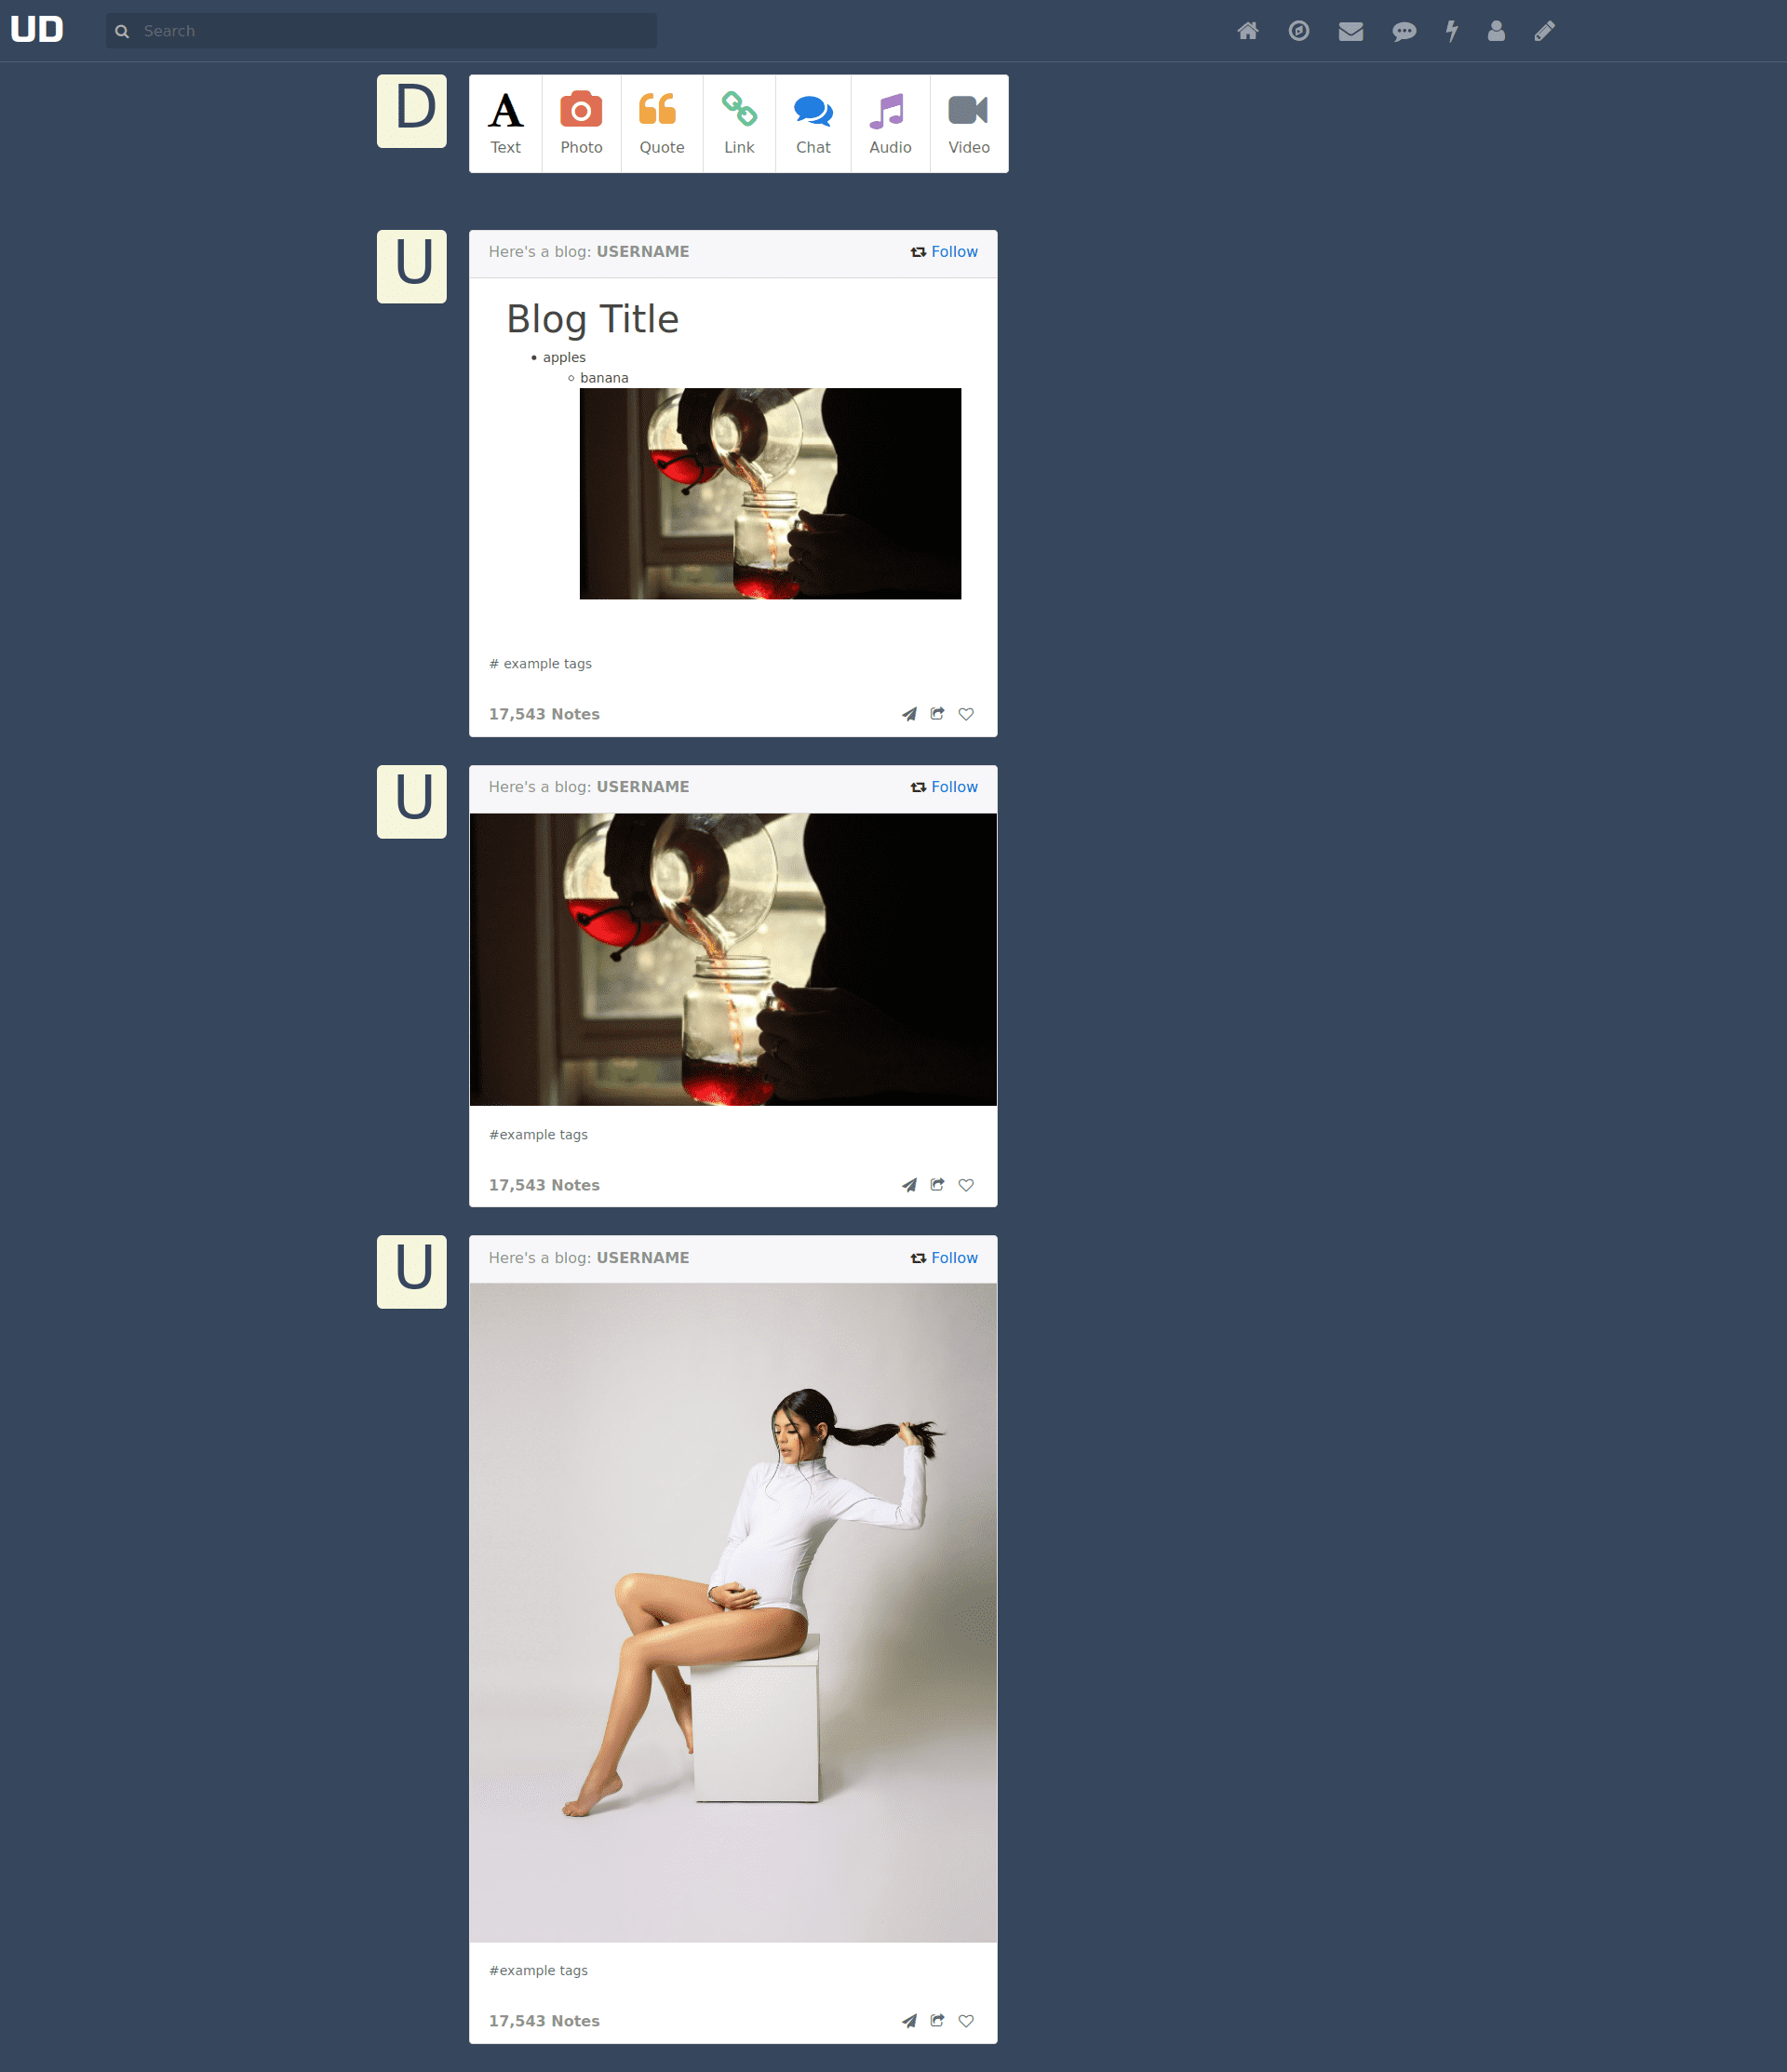 UD
Search
D
Text Photo Quote Link Chat Audio Video
U
Here's a blog: USERNAME Follow
Blog Title
apples
banana
# example tags
17,543 Notes
U
Here's a blog: USERNAME Follow
#example tags
17,543 Notes
U
Here's a blog: USERNAME Follow
#example tags
17,543 Notes